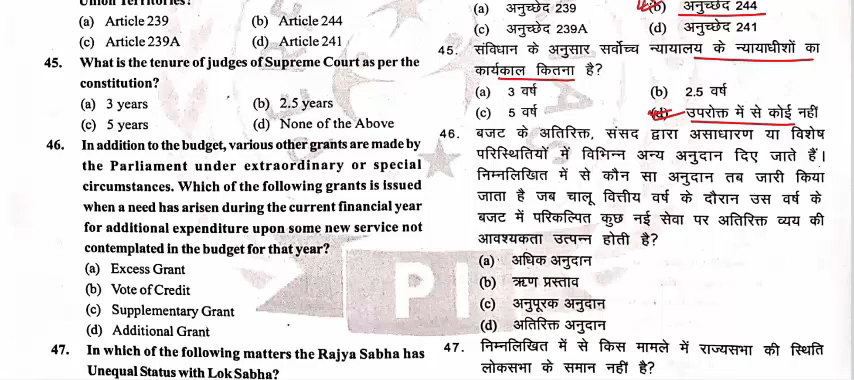 Union Territories?
(a) Article 239 (b) Article 244
(c) Article 239A (d) Article 241
45. What is the tenure of judges of Supreme Court as per the
constitution?
(a) 3 years (b) 2.5 years
(c) 5 years (d) None of the Above
46. In addition to the budget, various other grants are made by
the Parliament under extraordinary or special
circumstances. Which of the following grants is issued
when a need has arisen during the current financial year
for additional expenditure upon some new service not
contemplated in the budget for that year?
(a) Excess Grant
(b) Vote of Credit
(c) Supplementary Grant
(d) Additional Grant
47. In which of the following matters the Rajya Sabha has
Unequal Status with Lok Sabha?
(a) अनुच्छेद 239 (b) अनुच्छेद 244
(c) अनुच्छेद 239A (d) अनुच्छेद 241
45. संविधान के अनुसार सर्वोच्च न्यायालय के न्यायाधीशों का
कार्यकाल कितना है?
(a) 3 वर्ष (b) 2.5 वर्ष
(c) 5 वर्ष (d) उपरोक्त में से कोई नहीं
46. बजट के अतिरिक्त, संसद द्वारा असाधारण या विशेष
परिस्थितियों में विभिन्न अन्य अनुदान दिए जाते हैं।
निम्नलिखित में से कौन सा अनुदान तब जारी किया
जाता है जब चालू वित्तीय वर्ष के दौरान उस वर्ष के
बजट में परिकल्पित कुछ नई सेवा पर अतिरिक्त व्यय की
आवश्यकता उत्पन्न होती है?
(a) अधिक अनुदान
(b) ऋण प्रस्ताव
(c) अनुपूरक अनुदान
(d) अतिरिक्त अनुदान
47. निम्नलिखित में से किस मामले में राज्यसभा की स्थिति
लोकसभा के समान नहीं है?
PI